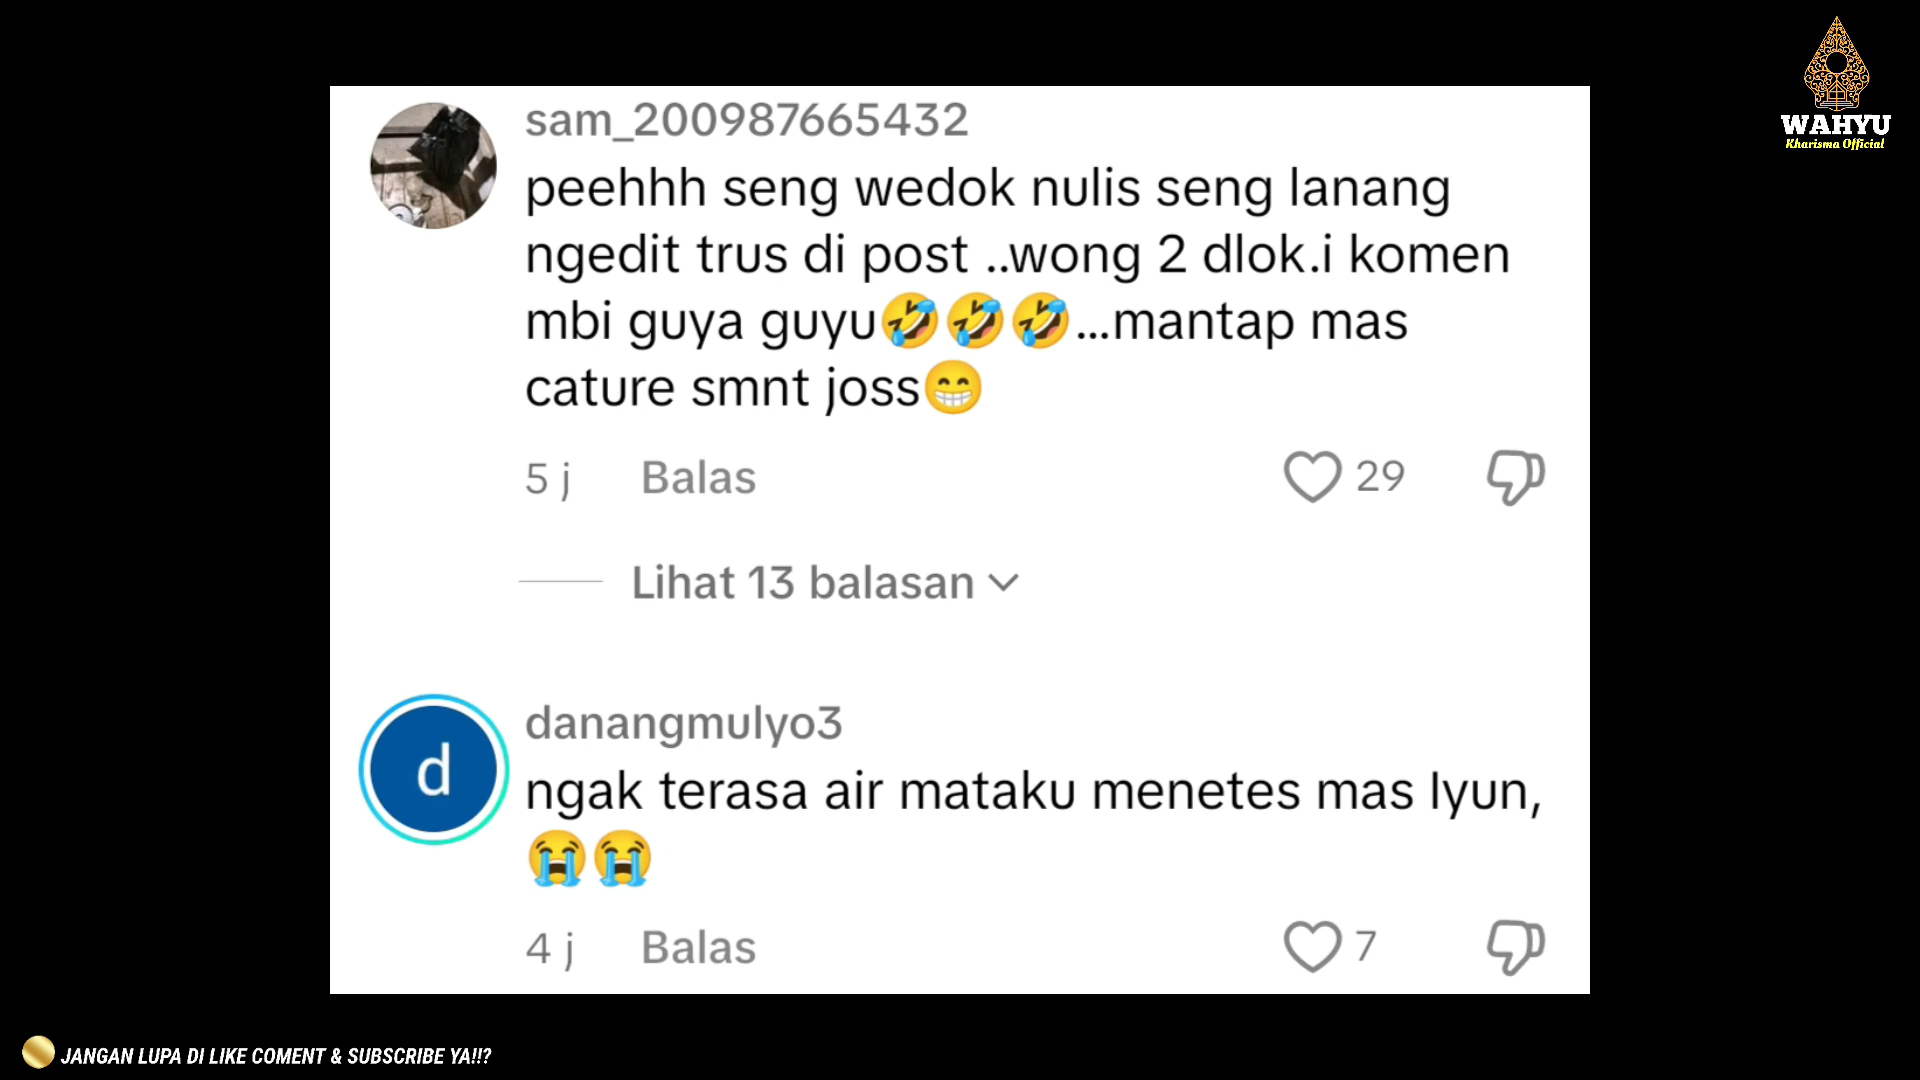 WAHYU
Kharisma Official
sam_200987665432
peehhh seng wedok nulis seng lanang
ngedit trus di post ..wong 2 dlok.i komen
mbi guya guyu🤣🤣🤣...mantap mas
cature smnt joss😁
5 j Balas 29
Lihat 13 balasan
d
danangmulyo3
ngak terasa air mataku menetes mas Iyun,
😭😭
4 j Balas 7
JANGAN LUPA DI LIKE COMENT & SUBSCRIBE YA!!?